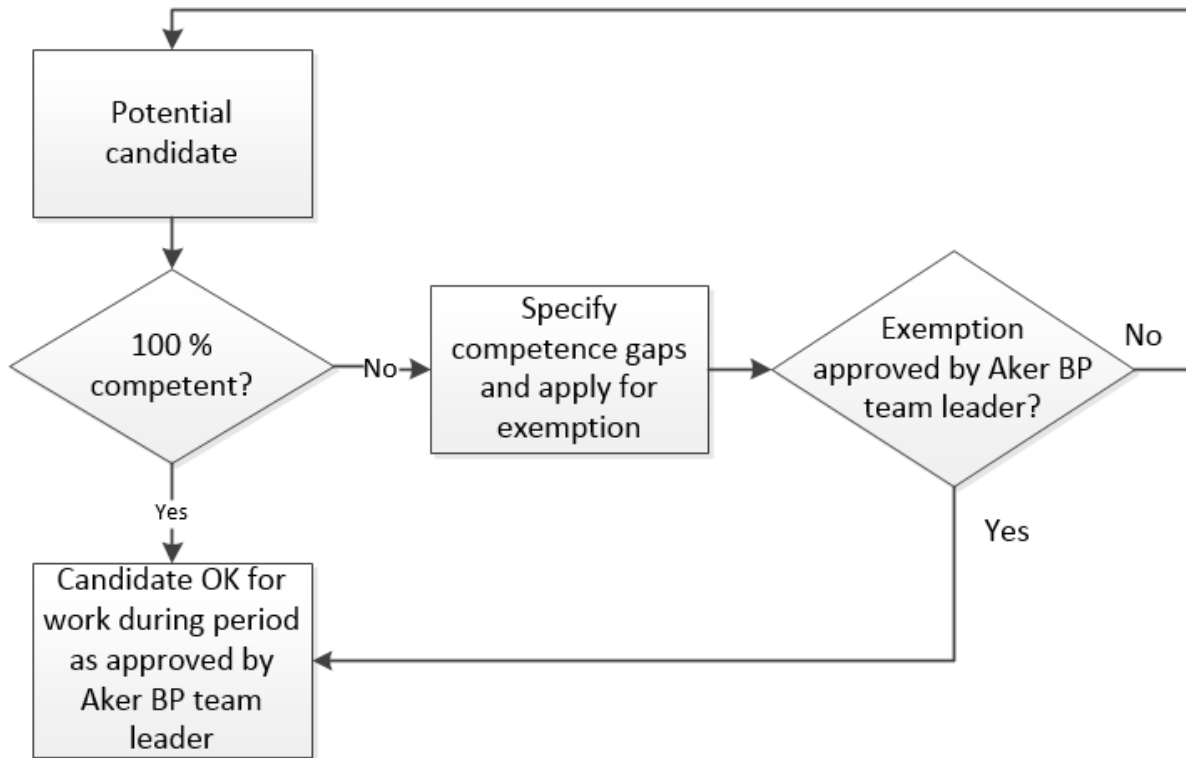 Potential
candidate
100 %
competent?
No
Specify
competence gaps
and apply for
exemption
Exemption
approved by Aker BP
team leader?
No
Yes
Yes
Candidate OK for
work during period
as approved by
Aker BP team
leader